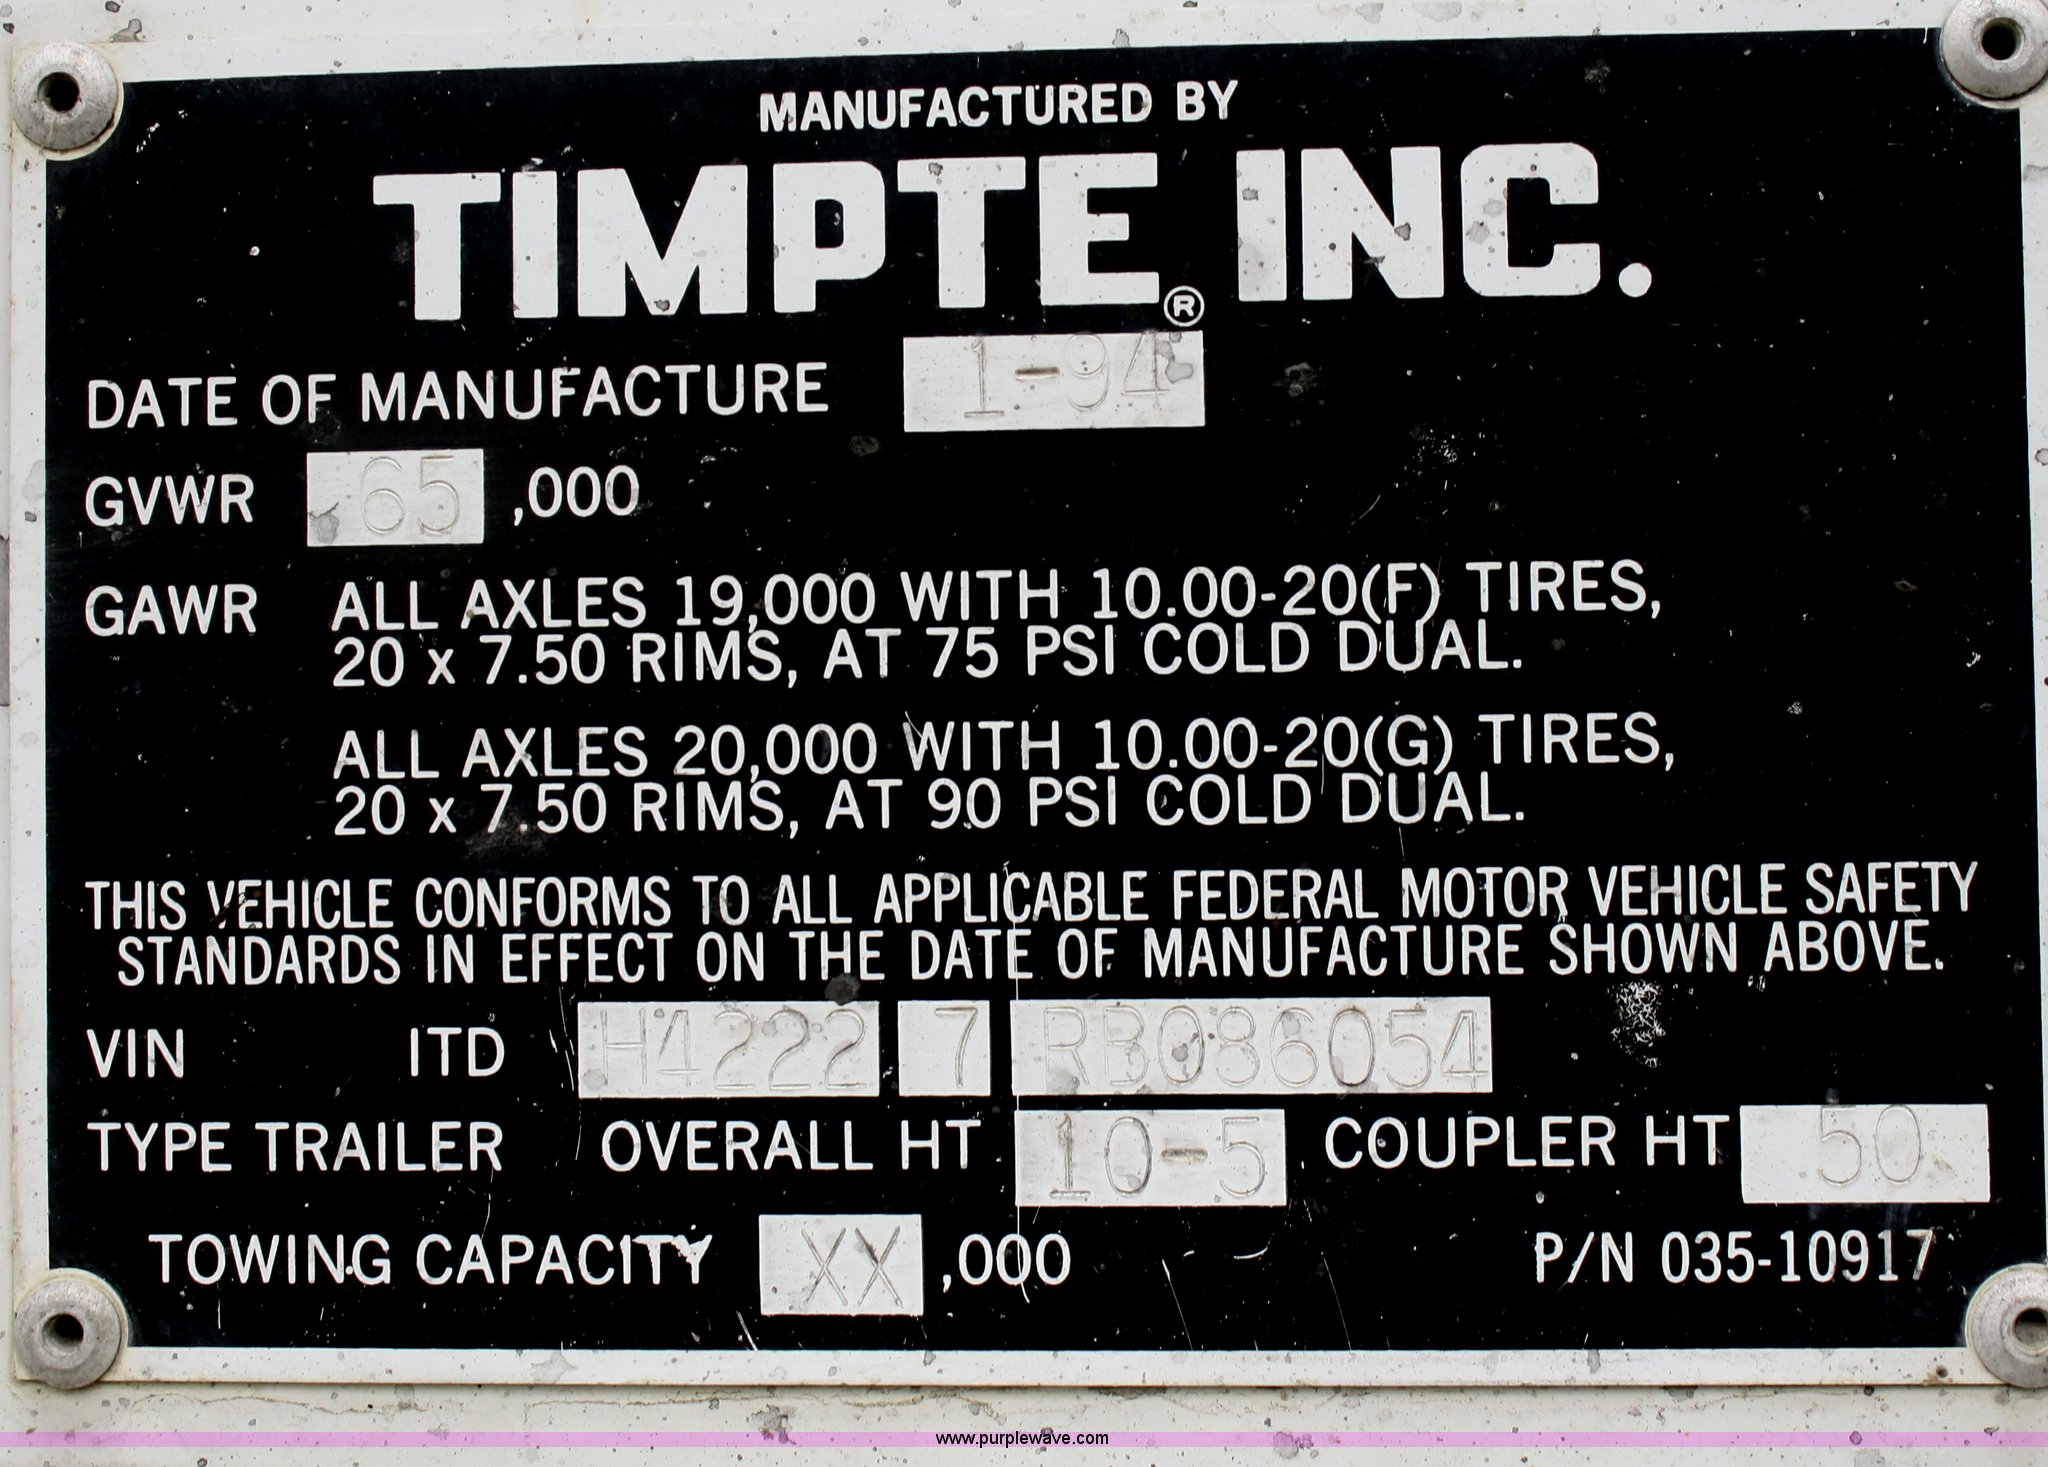 MANUFACTURED BY
TIMPTE® INC.
DATE OF MANUFACTURE 1-94
GVWR 65 ,000
GAWR ALL AXLES 19,000 WITH 10.00-20(F) TIRES,
20 x 7.50 RIMS, AT 75 PSI COLD DUAL.
ALL AXLES 20,000 WITH 10.00-20(G) TIRES,
20 x 7.50 RIMS, AT 90 PSI COLD DUAL.
THIS VEHICLE CONFORMS TO ALL APPLICABLE FEDERAL MOTOR VEHICLE SAFETY
STANDARDS IN EFFECT ON THE DATE OF MANUFACTURE SHOWN ABOVE.
VIN ITD H4222 7 RB086054
TYPE TRAILER OVERALL HT 10-5 COUPLER HT 50
TOWING CAPACITY XX ,000 P/N 035-10917
www.purplewave.com